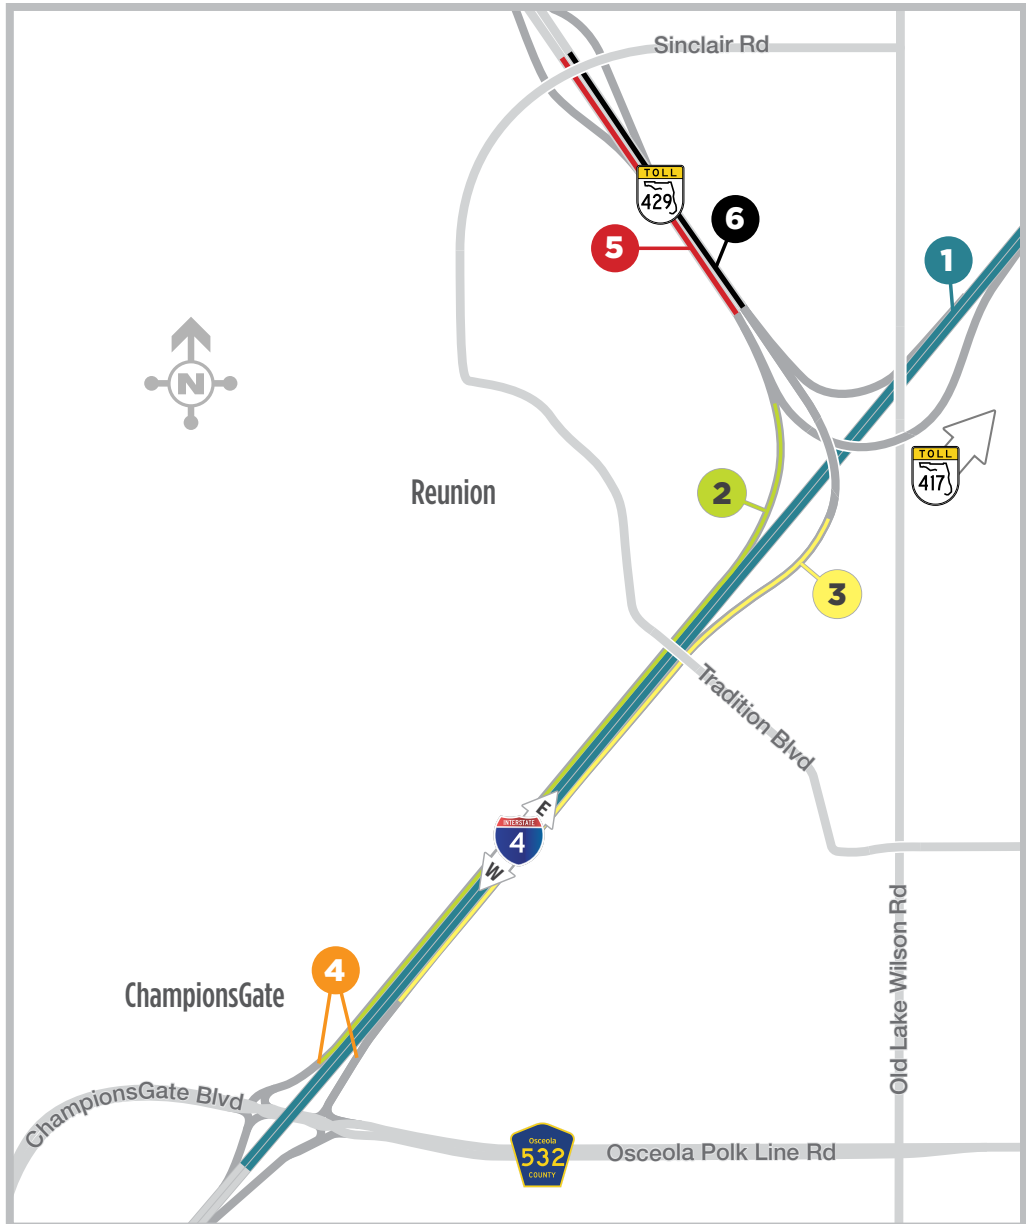 Sinclair Rd
TOLL
429
6
5
1
N
TOLL
417
Reunion
2
3
Tradition Blvd
E
INTERSTATE
4
W
Old Lake Wilson Rd
4
ChampionsGate
ChampionsGate Blvd
Osceola
532
COUNTY
Osceola Polk Line Rd